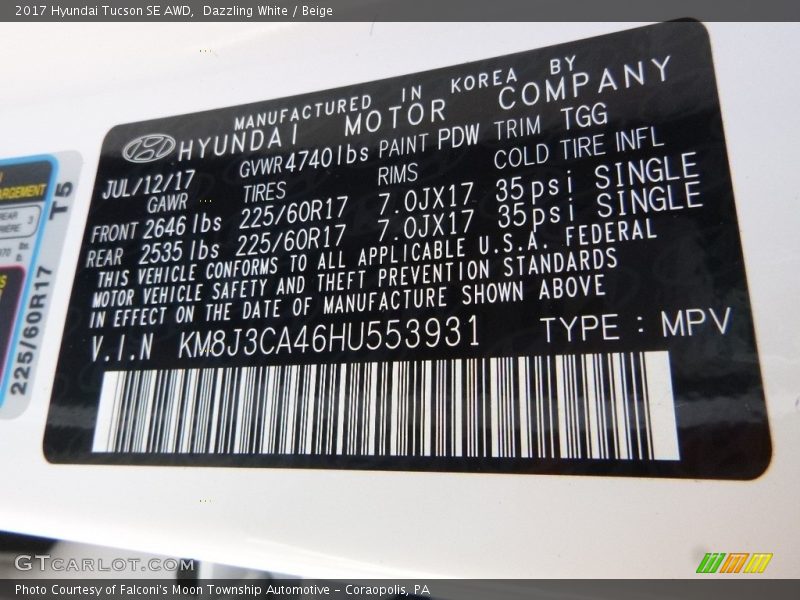 2017 Hyundai Tucson SE AWD, Dazzling White / Beige
MANUFACTURED IN KOREA BY
HYUNDAI MOTOR COMPANY
JUL/12/17 GVWR 4740lbs PAINT PDW TRIM TGG
GAWR TIRES RIMS COLD TIRE INFL
FRONT 2646 lbs 225/60R17 7.0JX17 35psi SINGLE
REAR 2535 lbs 225/60R17 7.0JX17 35psi SINGLE
THIS VEHICLE CONFORMS TO ALL APPLICABLE U.S.A. FEDERAL
MOTOR VEHICLE SAFETY AND THEFT PREVENTION STANDARDS
IN EFFECT ON THE DATE OF MANUFACTURE SHOWN ABOVE
V.I.N KM8J3CA46HU553931 TYPE : MPV
REAR 3
T5
225/60R17
GTCARLOT.COM
Photo Courtesy of Falconi's Moon Township Automotive - Coraopolis, PA